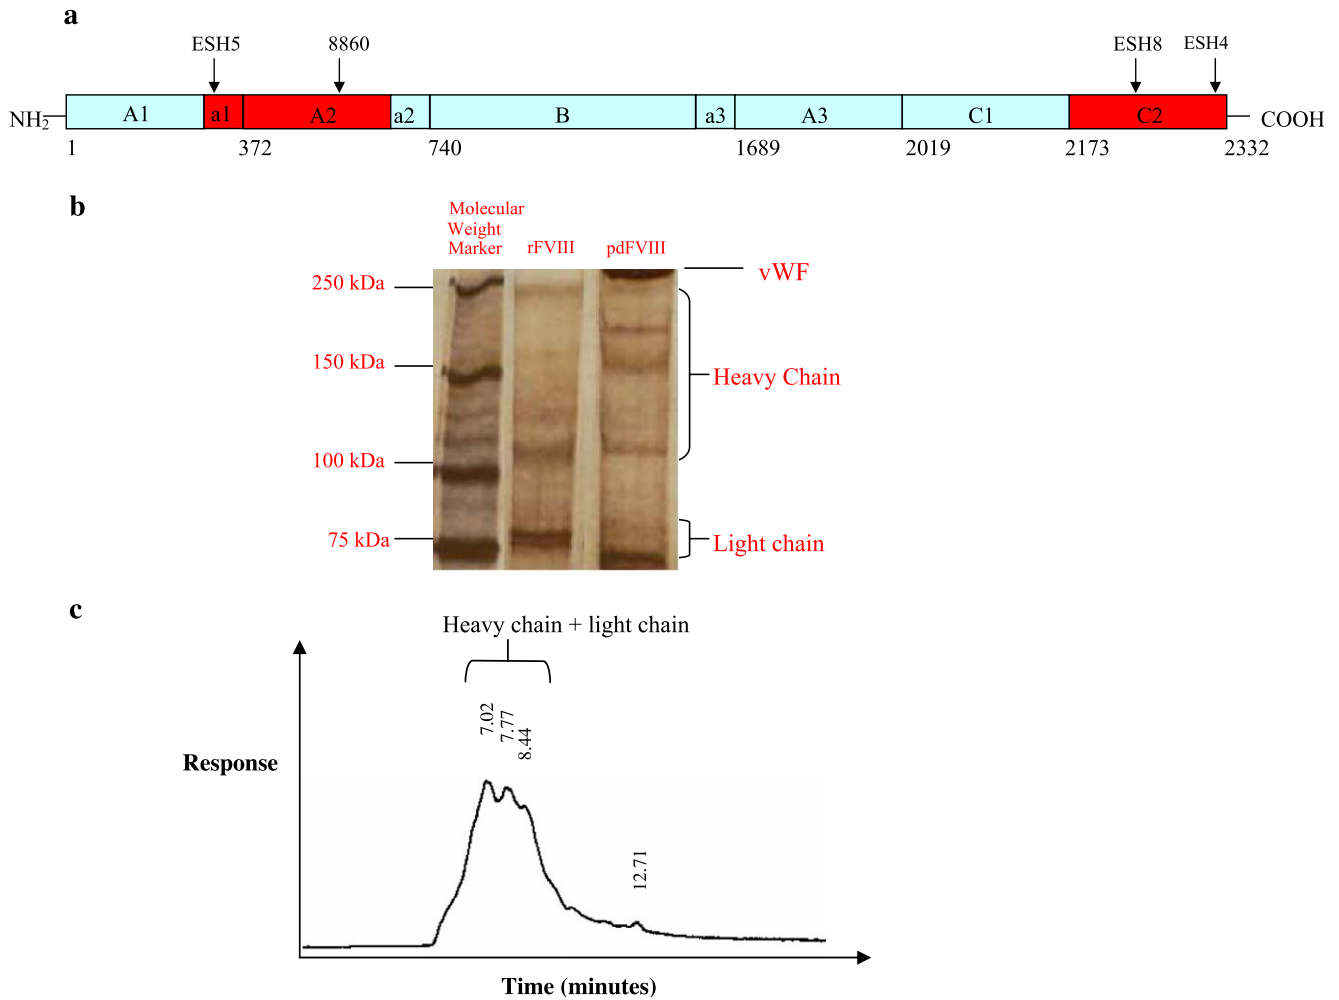 a
ESH5 8860 ESH8 ESH4
NH2 A1 a1 A2 a2 B a3 A3 C1 C2 COOH
1 372 740 1689 2019 2173 2332
b
Molecular
Weight
Marker rFVIII pdFVIII
vWF
250 kDa
150 kDa
Heavy Chain
100 kDa
75 kDa
Light chain
c
Heavy chain + light chain
7.02
7.77
8.44
Response
12.71
Time (minutes)